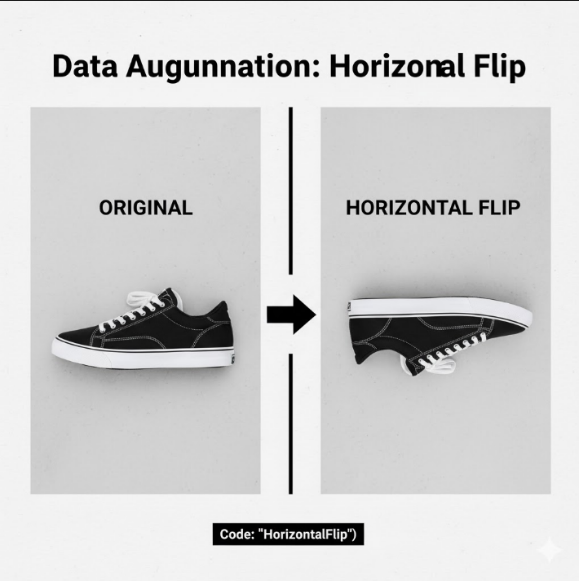 Data Augunnation: Horizonal Flip
ORIGINAL
HORIZONTAL FLIP
Code: "HorizontalFlip")